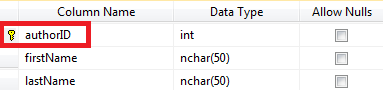 Column Name Data Type Allow Nulls
authorID int
firstName nchar(50)
lastName nchar(50)